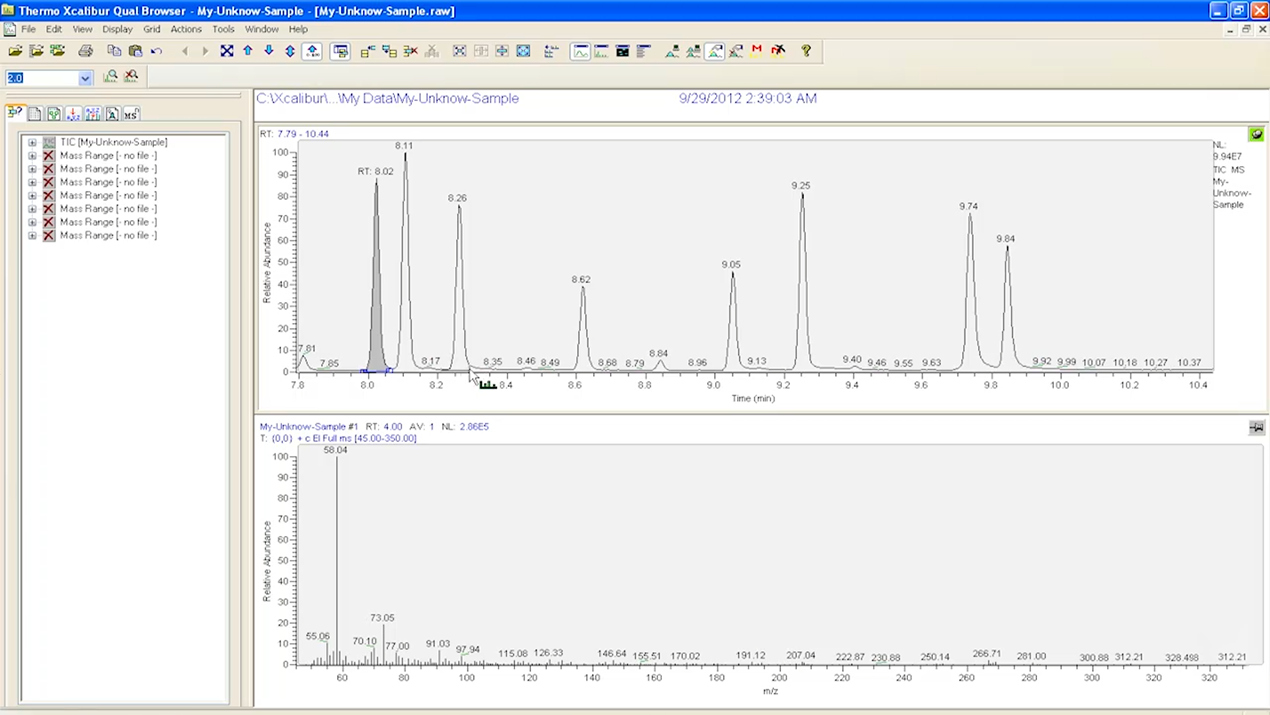 Thermo Xcalibur Qual Browser - My-Unknow-Sample - [My-Unknow-Sample.raw]
File Edit View Display Grid Actions Tools Window Help
2.0
C:\Xcalibur\...\My Data\My-Unknow-Sample 9/29/2012 2:39:03 AM
TIC [My-Unknow-Sample]
Mass Range [- no file -]
Mass Range [- no file -]
Mass Range [- no file -]
Mass Range [- no file -]
Mass Range [- no file -]
Mass Range [- no file -]
Mass Range [- no file -]
RT: 7.79 - 10.44
NL:
9.94E7
TIC MS
My-
Unknow-
Sample
Relative Abundance
100
90
80
70
60
50
40
30
20
10
0
7.81 7.85 RT: 8.02 8.11 8.17 8.26 8.35 8.46 8.49 8.62 8.68 8.79 8.84 8.96 9.05 9.13 9.25 9.40 9.46 9.55 9.63 9.74 9.84 9.92 9.99 10.07 10.18 10.27 10.37
7.8 8.0 8.2 8.4 8.6 8.8 9.0 9.2 9.4 9.6 9.8 10.0 10.2 10.4
Time (min)
My-Unknow-Sample #1 RT: 4.00 AV: 1 NL: 2.86E5
T: {0,0} + c EI Full ms [45.00-350.00]
Relative Abundance
100
90
80
70
60
50
40
30
20
10
0
55.06 58.04 70.10 73.05 77.00 91.03 97.94 115.08 126.33 146.64 155.51 170.02 191.12 207.04 222.87 230.88 250.14 266.71 281.00 300.88 312.21 328.498 312.21
60 80 100 120 140 160 180 200 220 240 260 280 300 320 320
m/z